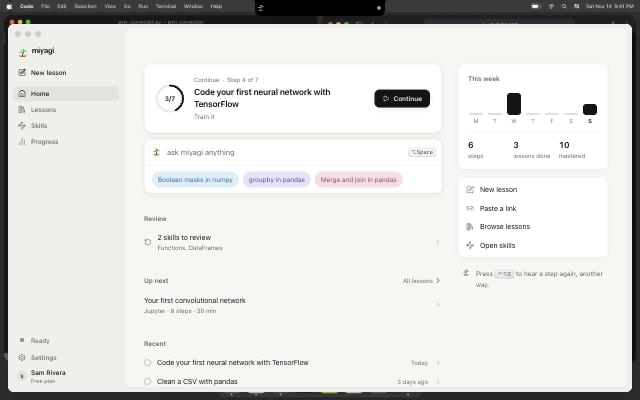 Code File Edit Selection View Go Run Terminal Window Help
Sat Nov 14 9:41 PM
miyagi
New lesson
Home
Lessons
Skills
Progress
Ready
Settings
S
Sam Rivera
Free plan
3/7
Continue · Step 4 of 7
Code your first neural network with
TensorFlow
Train it
Continue
ask miyagi anything
⌥Space
Boolean masks in numpy
groupby in pandas
Merge and join in pandas
Review
2 skills to review
Functions, DataFrames
Up next
All lessons
Your first convolutional network
Jupyter · 8 steps · 30 min
Recent
Code your first neural network with TensorFlow
Today
Clean a CSV with pandas
3 days ago
This week
M T W T F S S
6 3 10
steps lessons done mastered
New lesson
Paste a link
Browse lessons
Open skills
Press to hear a step again, another
way.